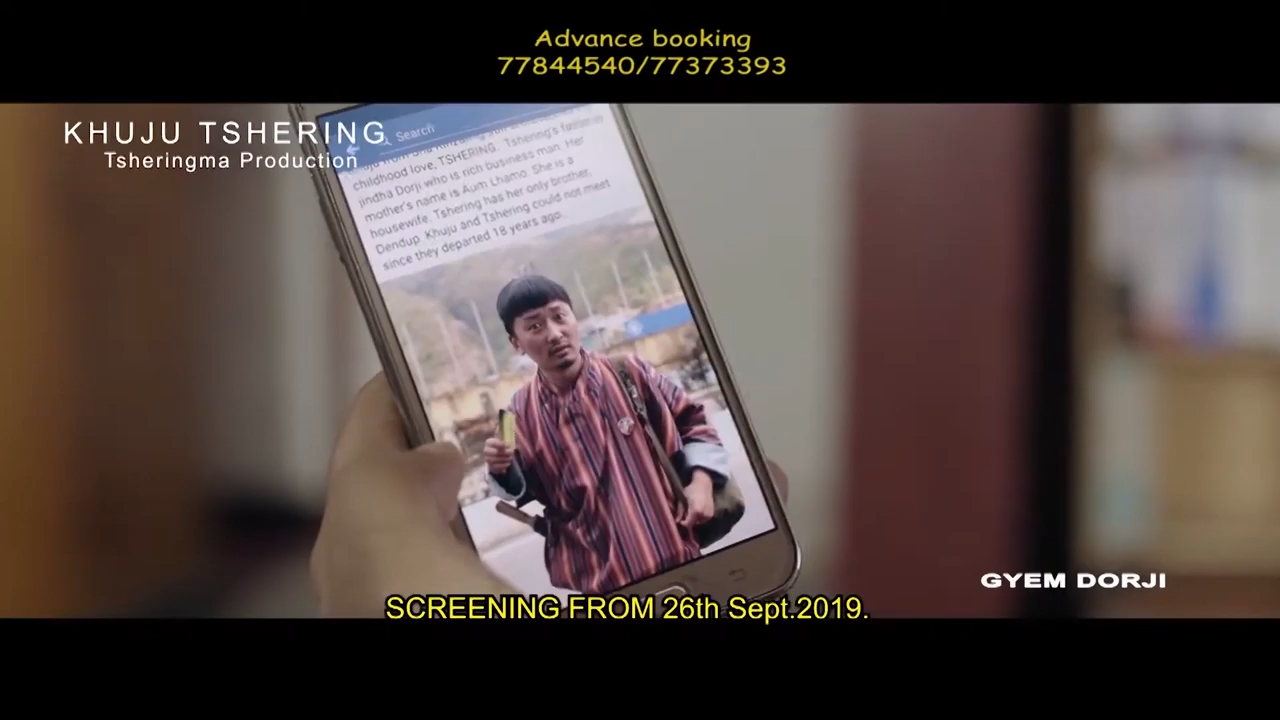 Advance booking
77844540/77373393
KHUJU TSHERING
Tsheringma Production
Search
childhood love, TSHERING. Tshering's
jindha Dorji who is rich business man. Her
mother's name is Aum Lhamo. She is a
housewife. Tshering has her only brother,
Dendup. Khuju and Tshering could not meet
since they departed 18 years ago.
GYEM DORJI
SCREENING FROM 26th Sept.2019.